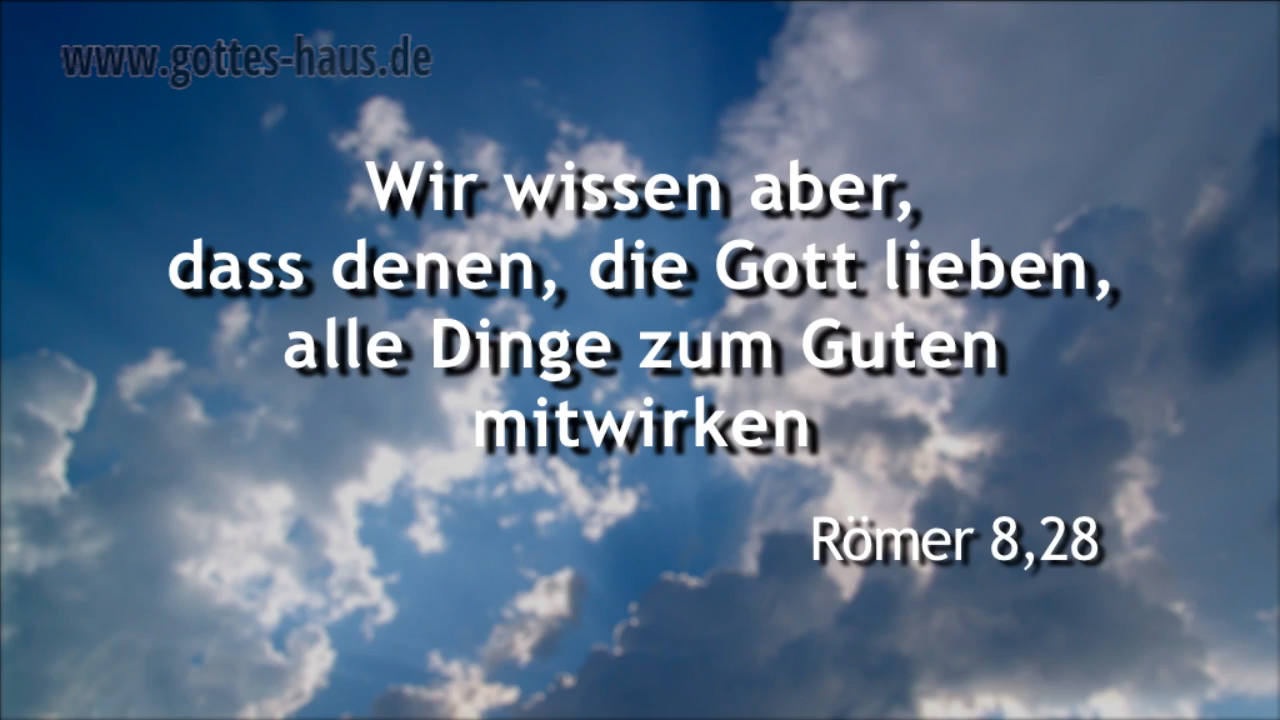 www.gottes-haus.de
Wir wissen aber,
dass denen, die Gott lieben,
alle Dinge zum Guten
mitwirken
Römer 8,28